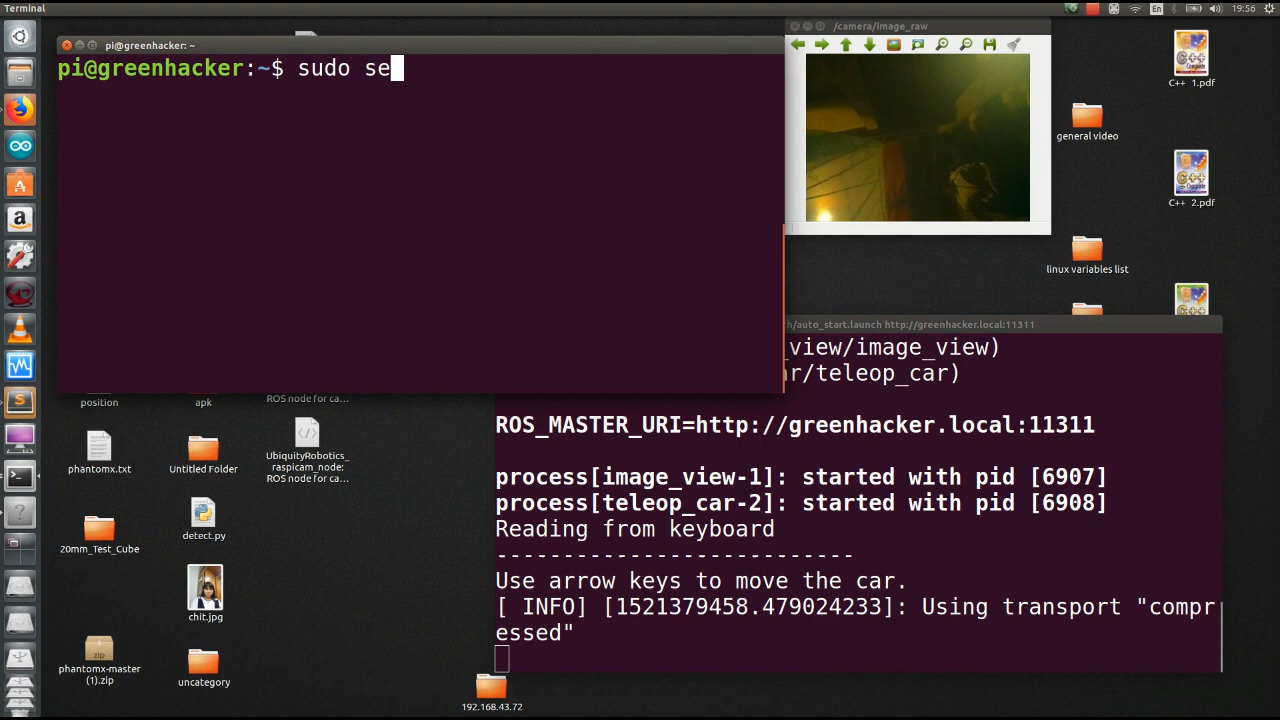 Terminal
En
19:56
pi@greenhacker: ~
pi@greenhacker:~$ sudo se
/camera/image_raw
C++ 1.pdf
general video
C++ 2.pdf
linux variables list
h/auto_start.launch http://greenhacker.local:11311
_view/image_view)
ar/teleop_car)
ROS_MASTER_URI=http://greenhacker.local:11311
process[image_view-1]: started with pid [6907]
process[teleop_car-2]: started with pid [6908]
Reading from keyboard
---------------------------
Use arrow keys to move the car.
[ INFO] [1521379458.479024233]: Using transport "compr
essed"
position
apk
ROS node for ca...
phantomx.txt
Untitled Folder
UbiquityRobotics_
raspicam_node:
ROS node for ca...
20mm_Test_Cube
detect.py
chit.jpg
zip
phantomx-master
(1).zip
uncategory
192.168.43.72